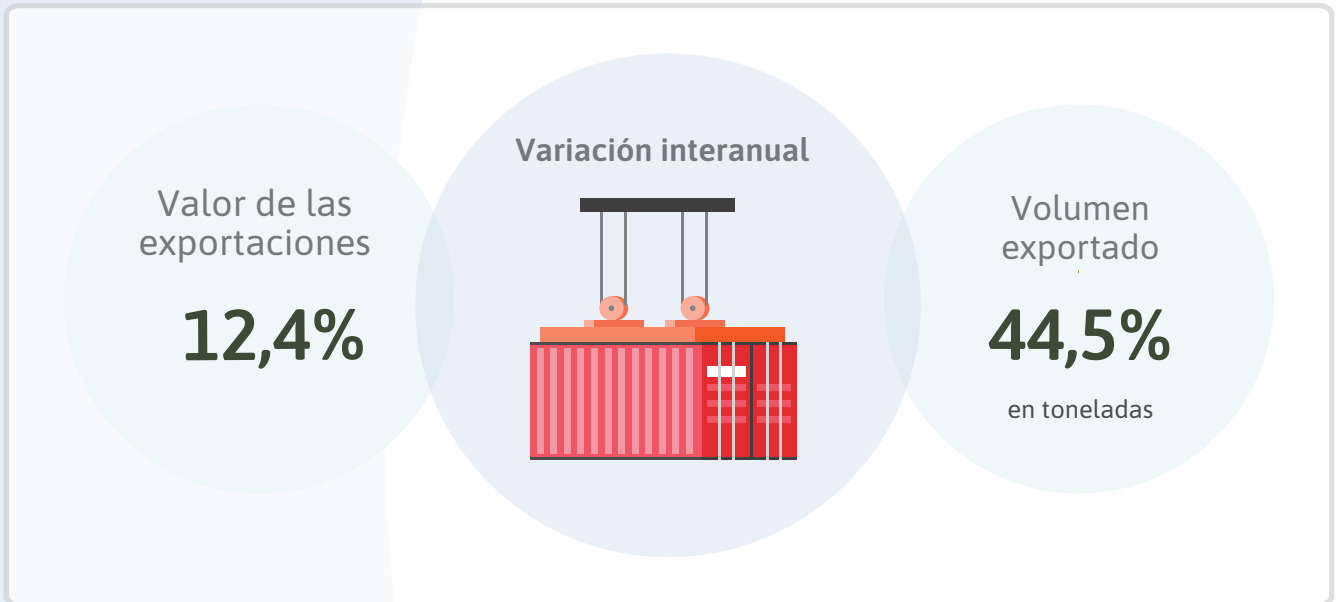 Variación interanual
Valor de las
exportaciones
12,4%
Volumen
exportado
44,5%
en toneladas